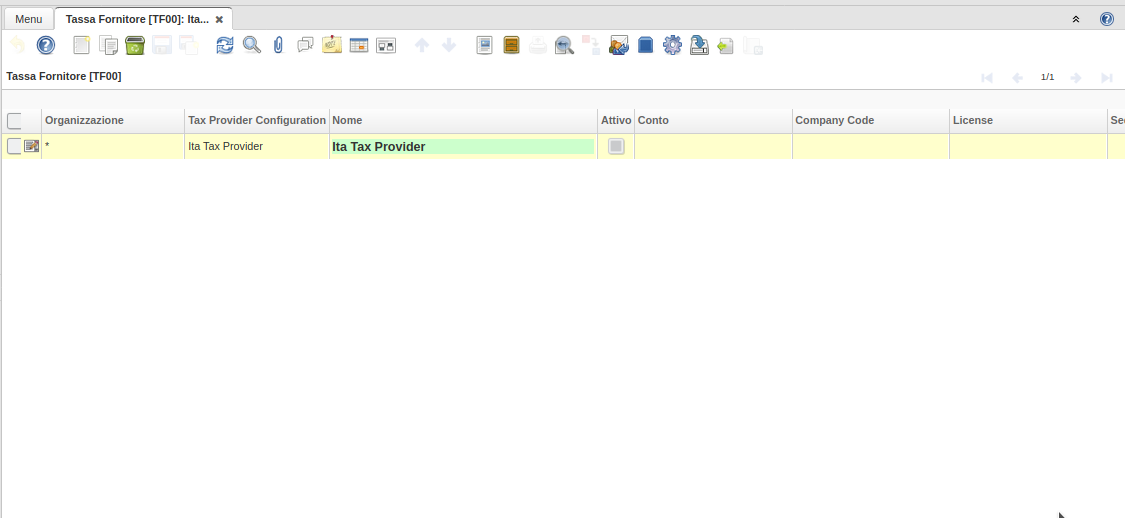 Menu
Tassa Fornitore [TF00]: Ita...
Tassa Fornitore [TF00]
1/1
Organizzazione Tax Provider Configuration Nome Attivo Conto Company Code License Sec
* Ita Tax Provider Ita Tax Provider